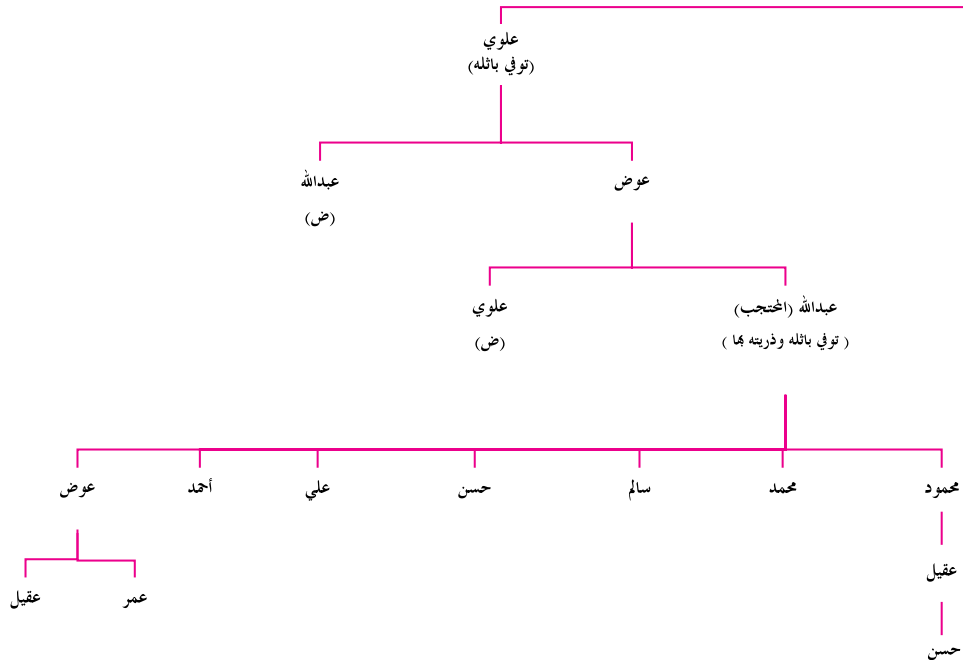 علوي
(توفي باثله)
عوض
عبدالله
(ض)
عبدالله (المحتجب)
علوي
( توفي باثله وذريته بها )
(ض)
محمود
محمد
سالم
حسن
علي
أحمد
عوض
عقيل
عمر
عقيل
حسن